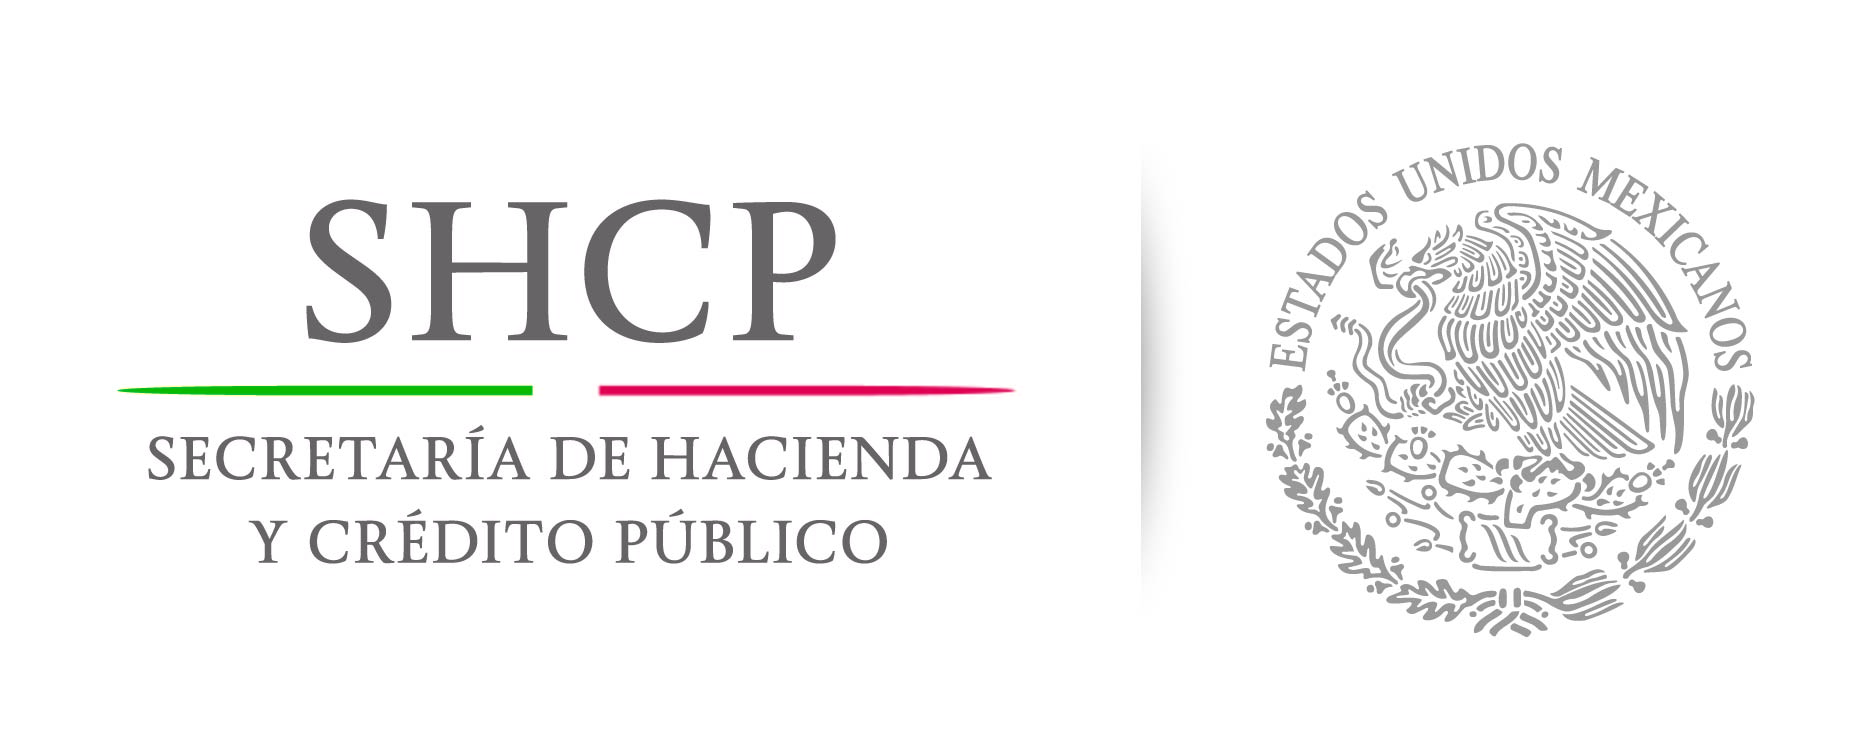 SHCP
SECRETARÍA DE HACIENDA
Y CRÉDITO PÚBLICO
ESTADOS UNIDOS MEXICANOS